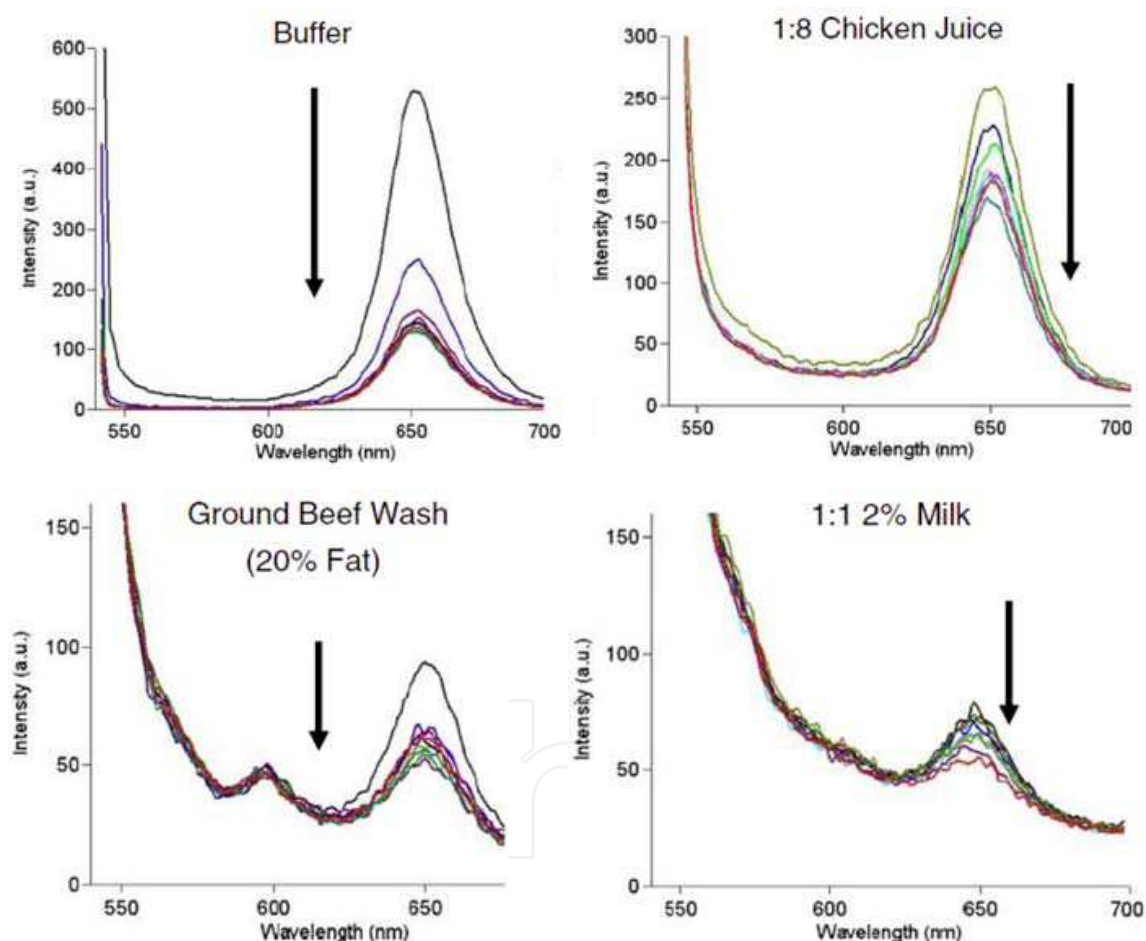 Buffer
600
500
400
300
200
100
0
Intensity (a.u.)
550
600
650
700
Wavelength (nm)
1:8 Chicken Juice
300
250
200
150
100
50
0
Intensity (a.u.)
550
600
650
700
Wavelength (nm)
Ground Beef Wash
(20% Fat)
150
100
50
0
Intensity (a.u.)
550
600
650
Wavelength (nm)
1:1 2% Milk
150
100
50
0
Intensity (a.u.)
550
600
650
700
Wavelength (nm)